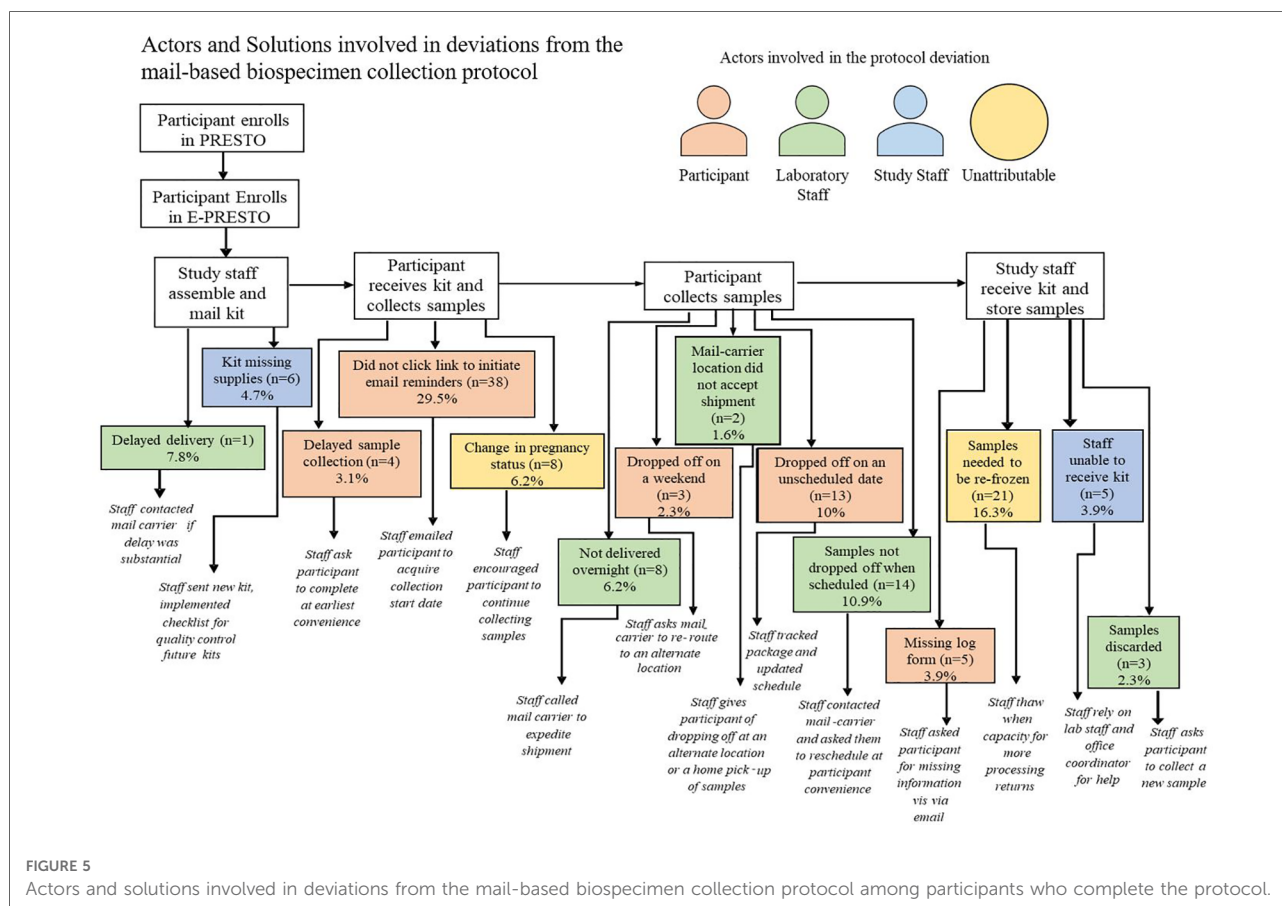 Actors and Solutions involved in deviations from the
mail-based biospecimen collection protocol
Actors involved in the protocol deviation
Participant
Laboratory
Staff
Study Staff
Unattributable
Participant enrolls
in PRESTO
Participant Enrolls
in E-PRESTO
Study staff
assemble and
mail kit
Participant
receives kit and
collects samples
Participant
collects samples
Study staff
receive kit and
store samples
Kit missing
supplies (n=6)
4.7%
Delayed delivery (n=1)
7.8%
Staff contacted
mail carrier if
delay was
substantial
Staff sent new kit,
implemented
checklist for
quality control
future kits
Did not click link to initiate
email reminders (n=38)
29.5%
Delayed sample
collection (n=4)
3.1%
Change in pregnancy
status (n=8)
6.2%
Staff ask
participant
to complete
at earliest
convenience
Staff emailed
participant to
acquire
collection
start date
Staff
encouraged
participant to
continue
collecting
samples
Mail-carrier
location did
not accept
shipment
(n=2)
1.6%
Dropped off on
a weekend
(n=3)
2.3%
Dropped off on an
unscheduled date
(n=13)
10%
Not delivered
overnight (n=8)
6.2%
Samples not
dropped off when
scheduled (n=14)
10.9%
Staff called
mail carrier to
expedite
shipment
Staff asks mail
carrier to re-route
to an alternate
location
Staff gives
participant of
dropping off at an
alternate location
or a home pick-up
of samples
Staff tracked
package and
updated
schedule
Staff contacted
mail -carrier
and asked them
to reschedule at
participant
convenience
Samples
needed to
be re-frozen
(n=21)
16.3%
Staff
unable to
receive kit
(n=5)
3.9%
Missing log
form (n=5)
3.9%
Samples
discarded
(n=3)
2.3%
Staff asked
participant
for missing
information
vis via
email
Staff thaw
when
capacity for
more
processing
returns
Staff rely on
lab staff and
office
coordinator
for help
Staff asks
participant
to collect a
new sample
FIGURE 5
Actors and solutions involved in deviations from the mail-based biospecimen collection protocol among participants who complete the protocol.